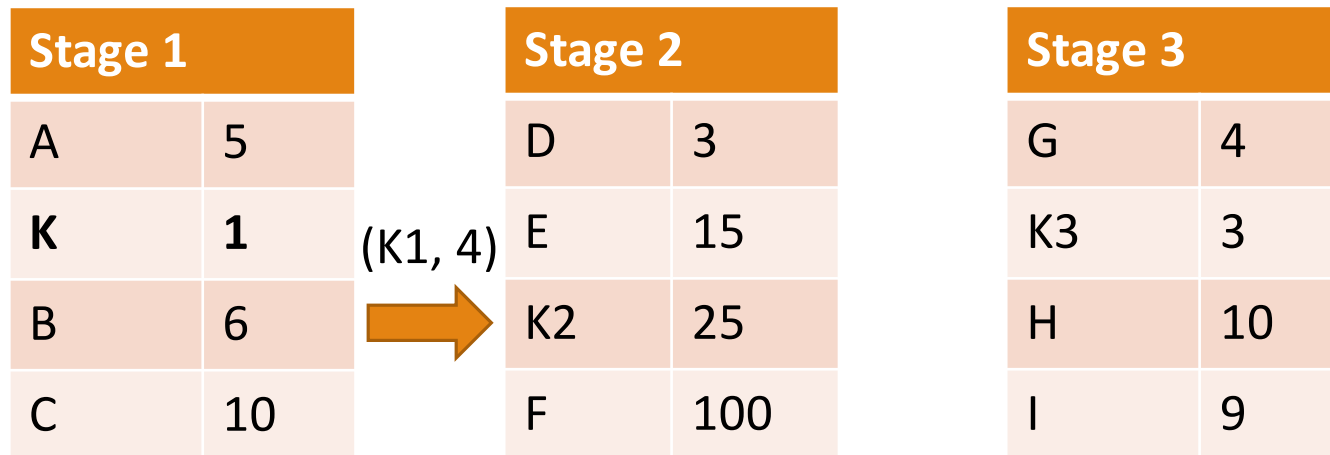 Stage 1
A 5
K 1
B 6
C 10
(K1, 4)
Stage 2
D 3
E 15
K2 25
F 100
Stage 3
G 4
K3 3
H 10
I 9